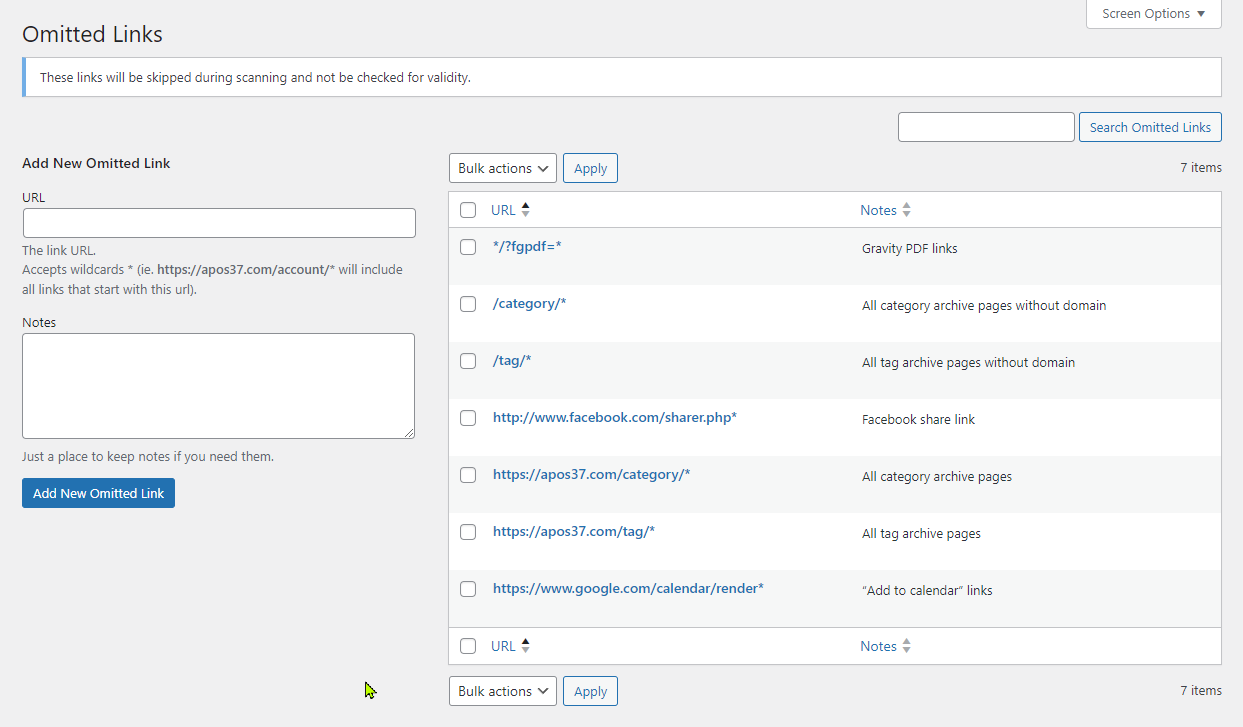 Screen Options
Omitted Links
These links will be skipped during scanning and not be checked for validity.
Search Omitted Links
Add New Omitted Link
URL
The link URL.
Accepts wildcards * (ie. https://apos37.com/account/* will include
all links that start with this url).
Notes
Just a place to keep notes if you need them.
Add New Omitted Link
Bulk actions Apply 7 items
URL Notes
*/?fgpdf=* Gravity PDF links
/category/* All category archive pages without domain
/tag/* All tag archive pages without domain
http://www.facebook.com/sharer.php* Facebook share link
https://apos37.com/category/* All category archive pages
https://apos37.com/tag/* All tag archive pages
https://www.google.com/calendar/render* “Add to calendar” links
URL Notes
Bulk actions Apply 7 items